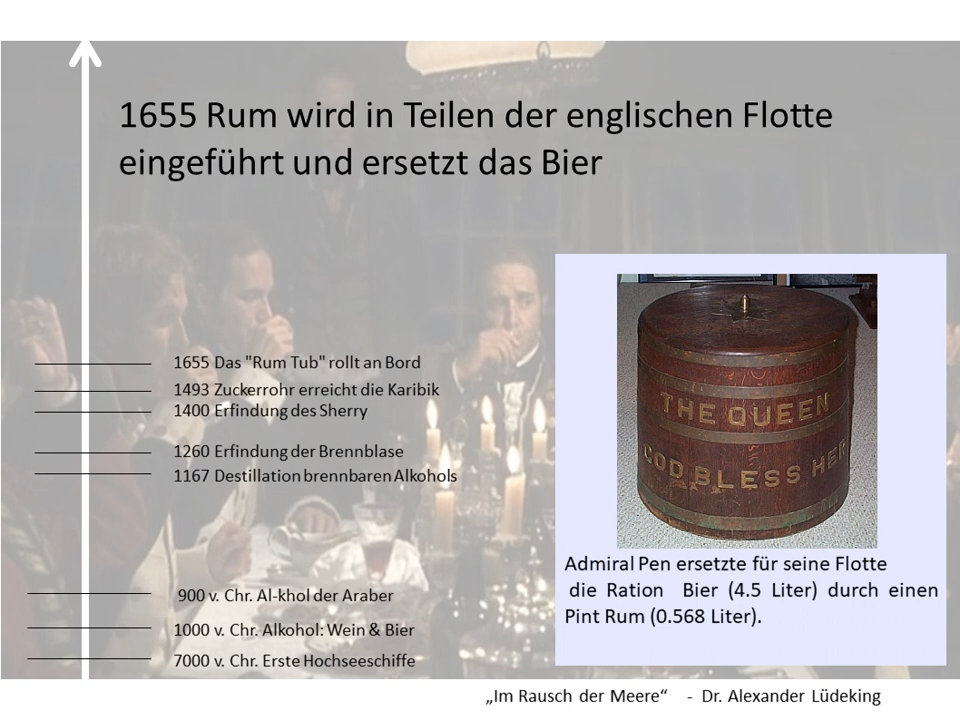 1655 Rum wird in Teilen der englischen Flotte
eingeführt und ersetzt das Bier
1655 Das "Rum Tub" rollt an Bord
1493 Zuckerrohr erreicht die Karibik
1400 Erfindung des Sherry
1260 Erfindung der Brennblase
1167 Destillation brennbaren Alkohols
900 v. Chr. Al-khol der Araber
1000 v. Chr. Alkohol: Wein & Bier
7000 v. Chr. Erste Hochseeschiffe
THE QUEEN
GOD BLESS HER
Admiral Pen ersetzte für seine Flotte
die Ration Bier (4.5 Liter) durch einen
Pint Rum (0.568 Liter).
„Im Rausch der Meere“ - Dr. Alexander Lüdeking